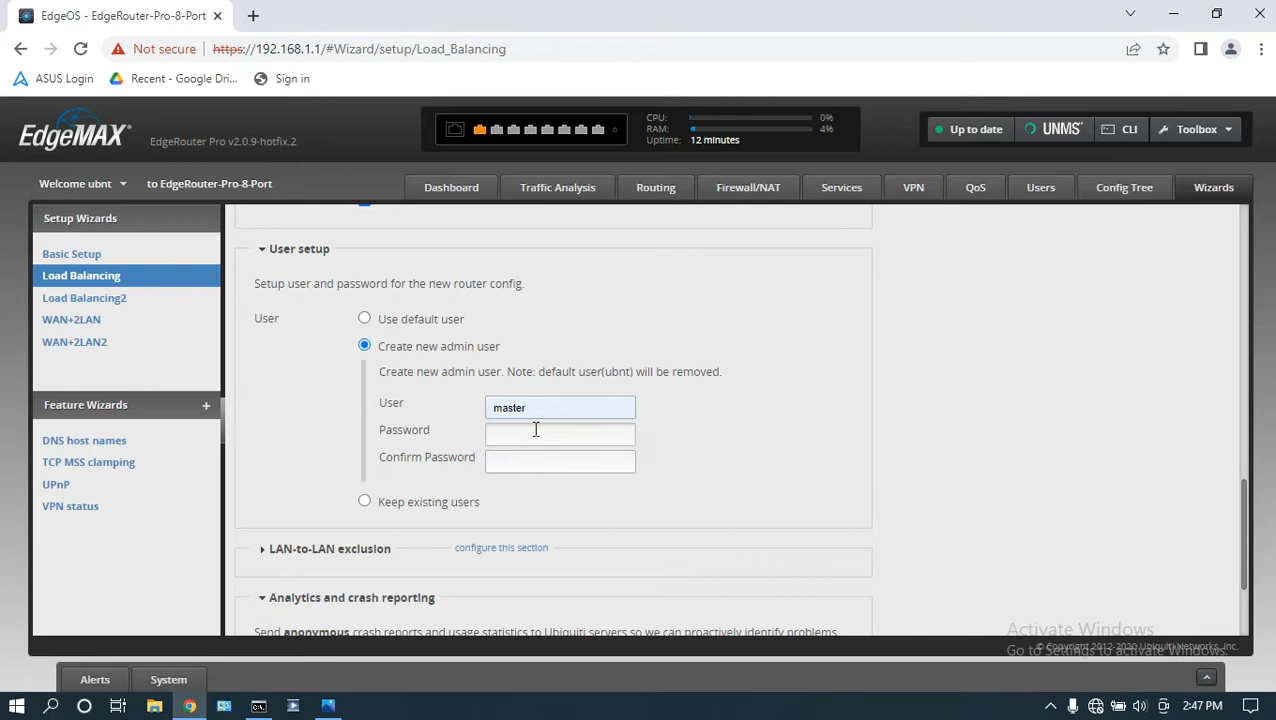 EdgeOS - EdgeRouter-Pro-8-Port
Not secure https://192.168.1.1/#Wizard/setup/Load_Balancing
ASUS Login Recent - Google Dri... Sign in
EdgeMAX EdgeRouter Pro v2.0.9-hotfix.2
CPU: 0%
RAM: 4%
Uptime: 12 minutes
Up to date UNMS CLI Toolbox
Welcome ubnt to EdgeRouter-Pro-8-Port
Dashboard Traffic Analysis Routing Firewall/NAT Services VPN QoS Users Config Tree Wizards
Setup Wizards
Basic Setup
Load Balancing
Load Balancing2
WAN+2LAN
WAN+2LAN2
Feature Wizards +
DNS host names
TCP MSS clamping
UPnP
VPN status
User setup
Setup user and password for the new router config.
User Use default user
Create new admin user
Create new admin user. Note: default user(ubnt) will be removed.
User master
Password
Confirm Password
Keep existing users
LAN-to-LAN exclusion configure this section
Analytics and crash reporting
Send anonymous crash reports and usage statistics to Ubiquiti servers so we can proactively identify problems
Activate Windows
Go to Settings to activate Windows.
© Copyright 2012-2020 Ubiquiti Networks, Inc.
Alerts System
2:47 PM